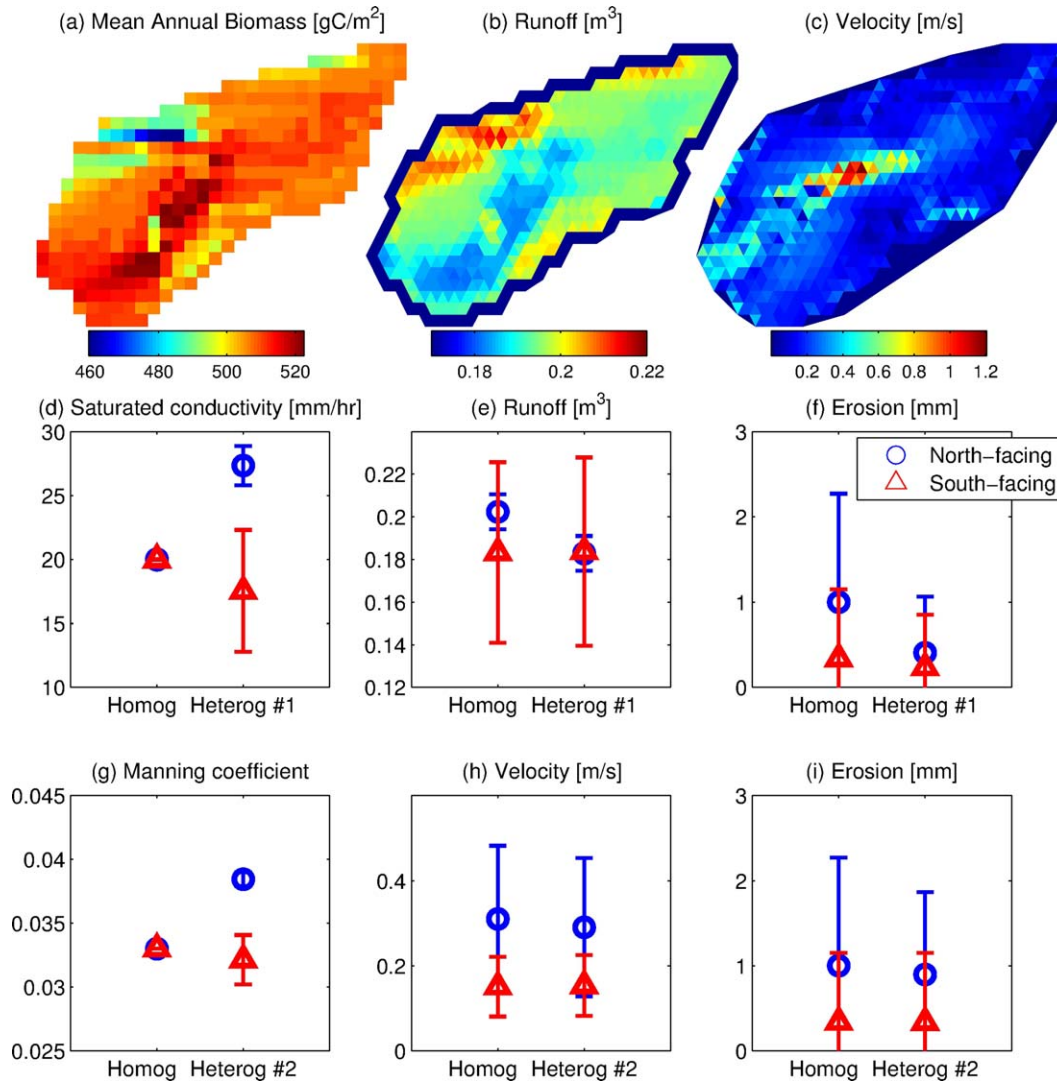 (a) Mean Annual Biomass [gC/m²]
(b) Runoff [m³]
(c) Velocity [m/s]
460 480 500 520
0.18 0.2 0.22
0.2 0.4 0.6 0.8 1 1.2
(d) Saturated conductivity [mm/hr]
30
25
20
15
10
Homog Heterog #1
(e) Runoff [m³]
0.22
0.2
0.18
0.16
0.14
0.12
Homog Heterog #1
(f) Erosion [mm]
3
2
1
0
North-facing
South-facing
Homog Heterog #1
(g) Manning coefficient
0.045
0.04
0.035
0.03
0.025
Homog Heterog #2
(h) Velocity [m/s]
0.4
0.2
0
Homog Heterog #2
(i) Erosion [mm]
3
2
1
0
Homog Heterog #2